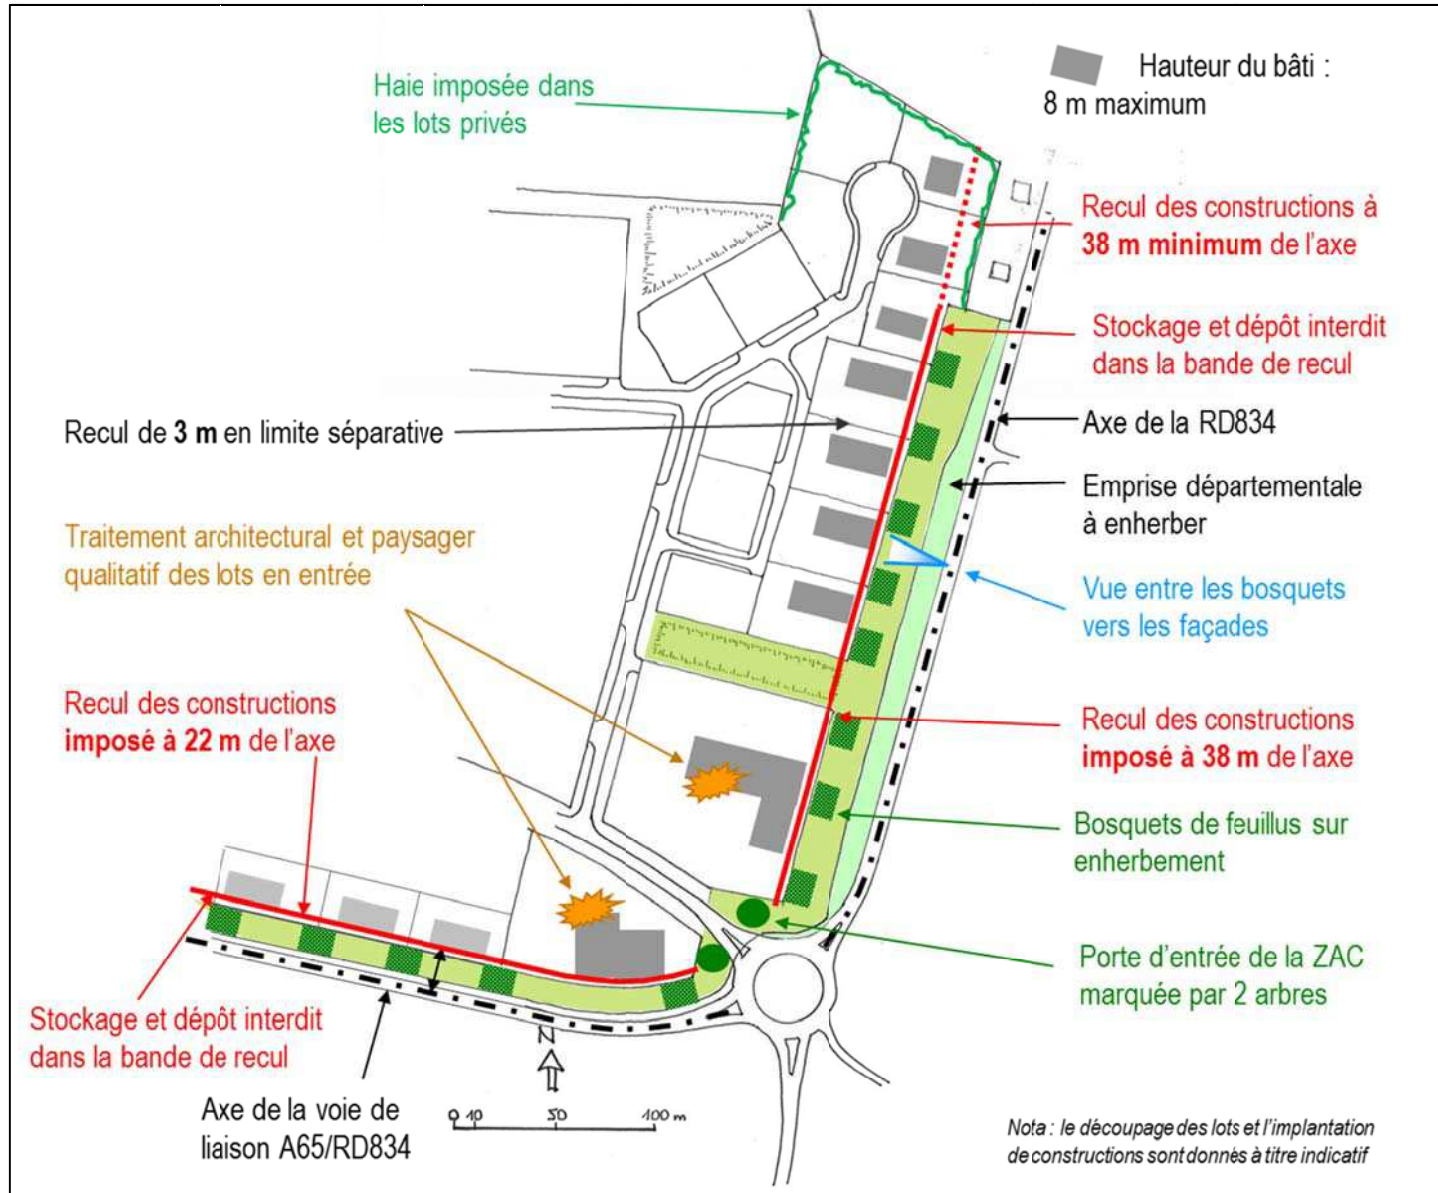 Haie imposée dans
les lots privés
Hauteur du bâti :
8 m maximum
Recul des constructions à
38 m minimum de l'axe
Stockage et dépôt interdit
dans la bande de recul
Axe de la RD834
Recul de 3 m en limite séparative
Emprise départementale
à enherber
Traitement architectural et paysager
qualitatif des lots en entrée
Vue entre les bosquets
vers les façades
Recul des constructions
imposé à 22 m de l'axe
Recul des constructions
imposé à 38 m de l'axe
Bosquets de feuillus sur
enherbement
Porte d'entrée de la ZAC
marquée par 2 arbres
Stockage et dépôt interdit
dans la bande de recul
Axe de la voie de
liaison A65/RD834
N
0 10 50 100 m
Nota : le découpage des lots et l'implantation
de constructions sont donnés à titre indicatif